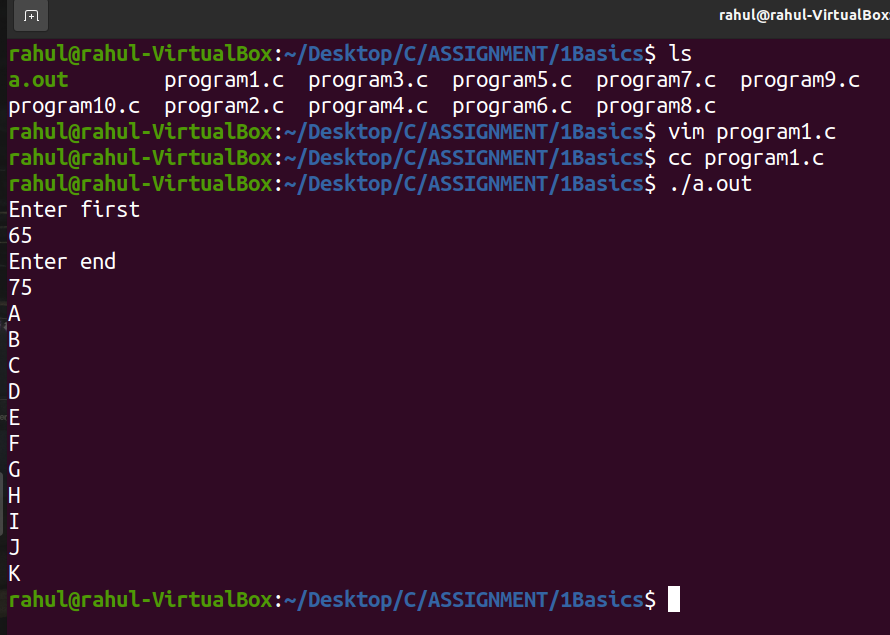 rahul@rahul-VirtualBox
rahul@rahul-VirtualBox:~/Desktop/C/ASSIGNMENT/1Basics$ ls
a.out        program1.c  program3.c  program5.c  program7.c  program9.c
program10.c  program2.c  program4.c  program6.c  program8.c
rahul@rahul-VirtualBox:~/Desktop/C/ASSIGNMENT/1Basics$ vim program1.c
rahul@rahul-VirtualBox:~/Desktop/C/ASSIGNMENT/1Basics$ cc program1.c
rahul@rahul-VirtualBox:~/Desktop/C/ASSIGNMENT/1Basics$ ./a.out
Enter first
65
Enter end
75
A
B
C
D
E
F
G
H
I
J
K
rahul@rahul-VirtualBox:~/Desktop/C/ASSIGNMENT/1Basics$